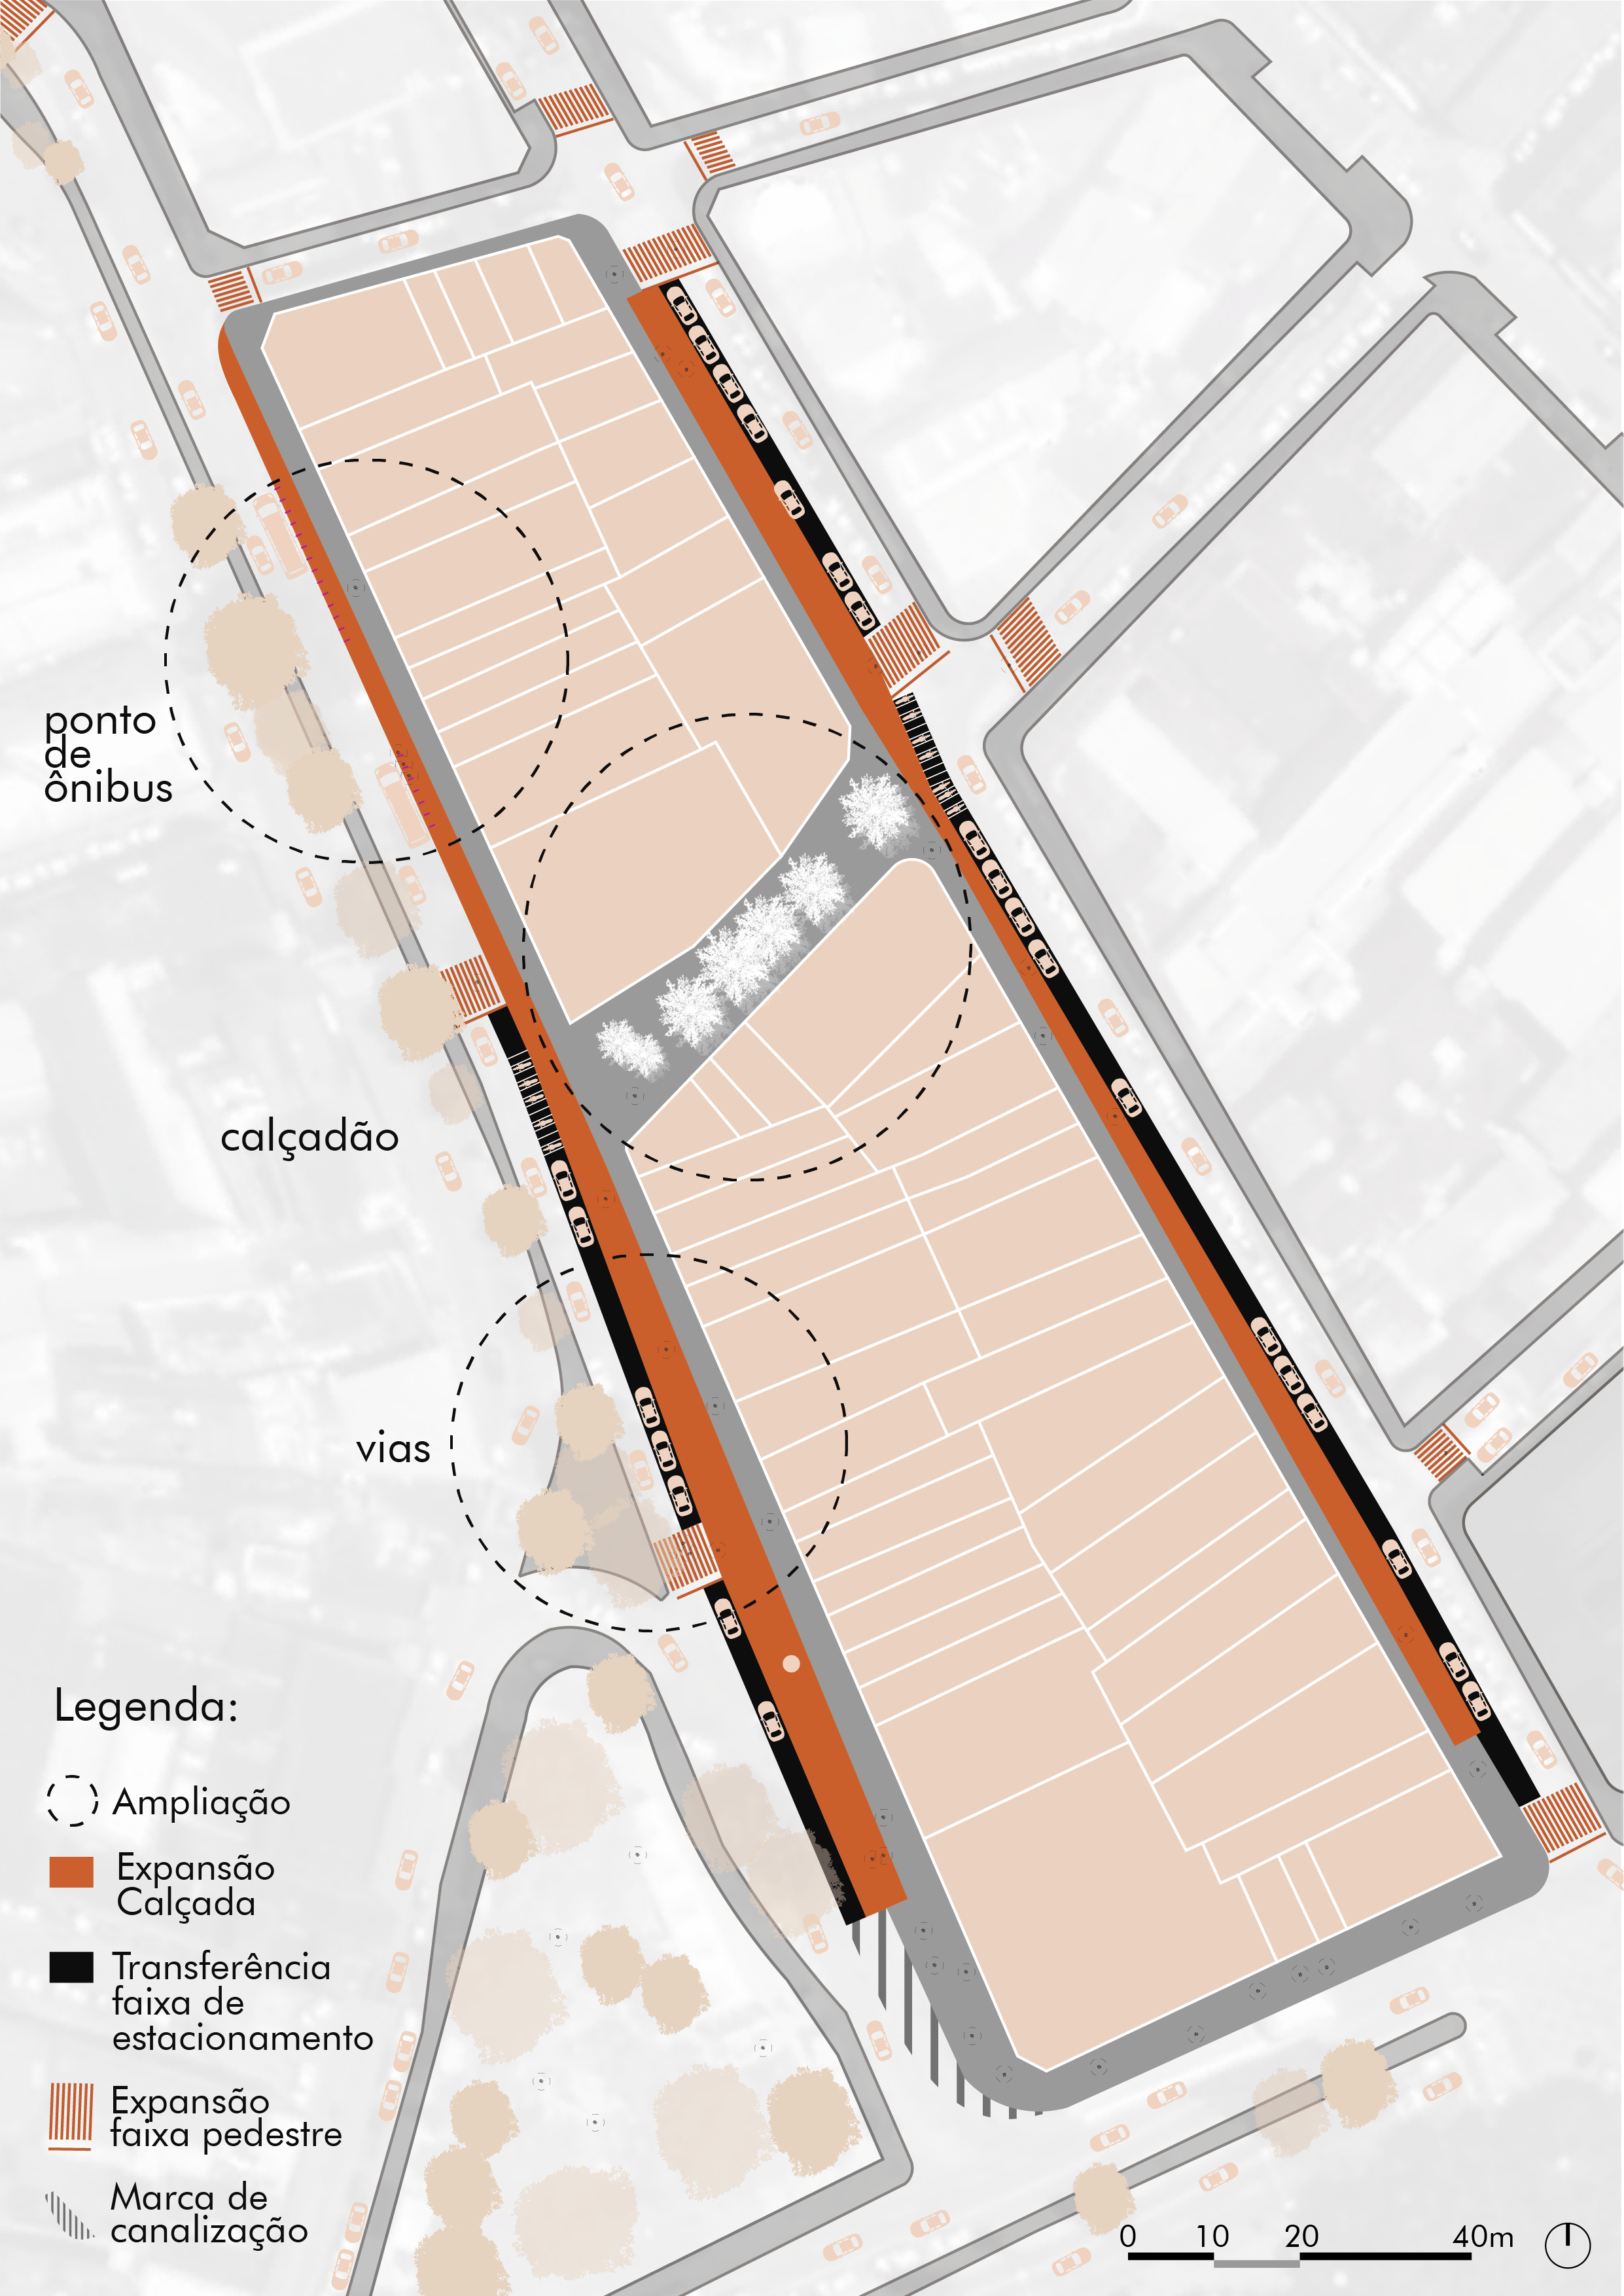 ponto
de
ônibus
calçadão
vias
Legenda:
Ampliação
Expansão
Calçada
Transferência
faixa de
estacionamento
Expansão
faixa pedestre
Marca de
canalização
0 10 20 40m